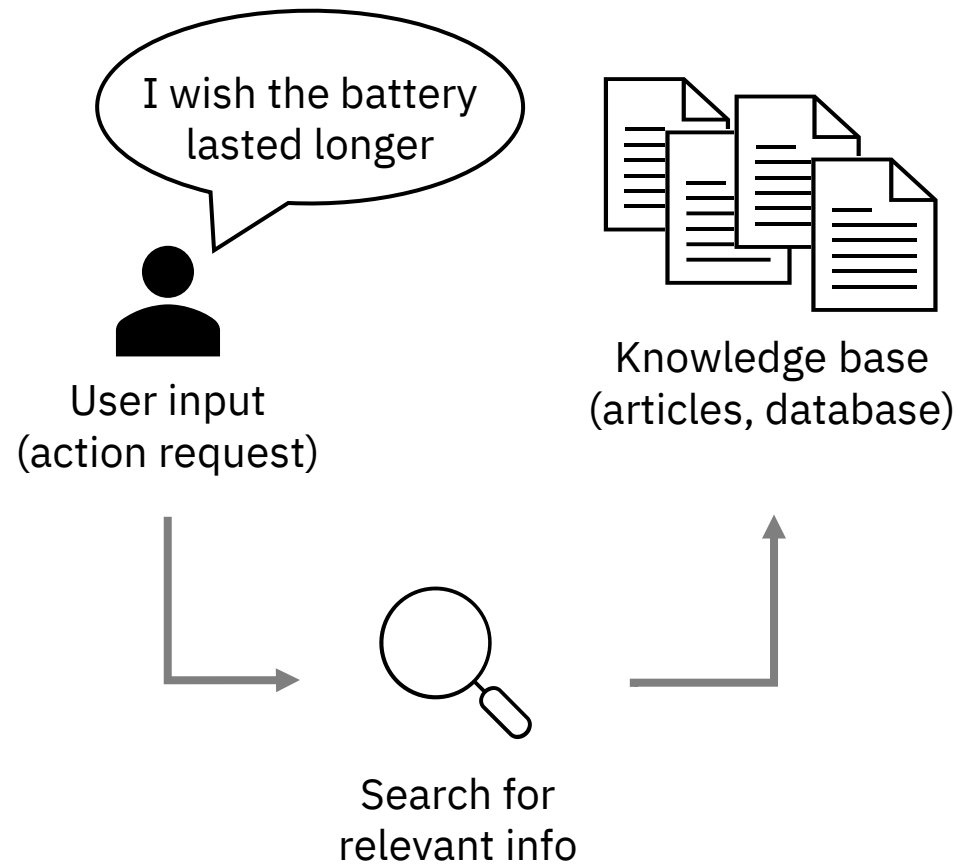 I wish the battery
lasted longer
User input
(action request)
Knowledge base
(articles, database)
Search for
relevant info